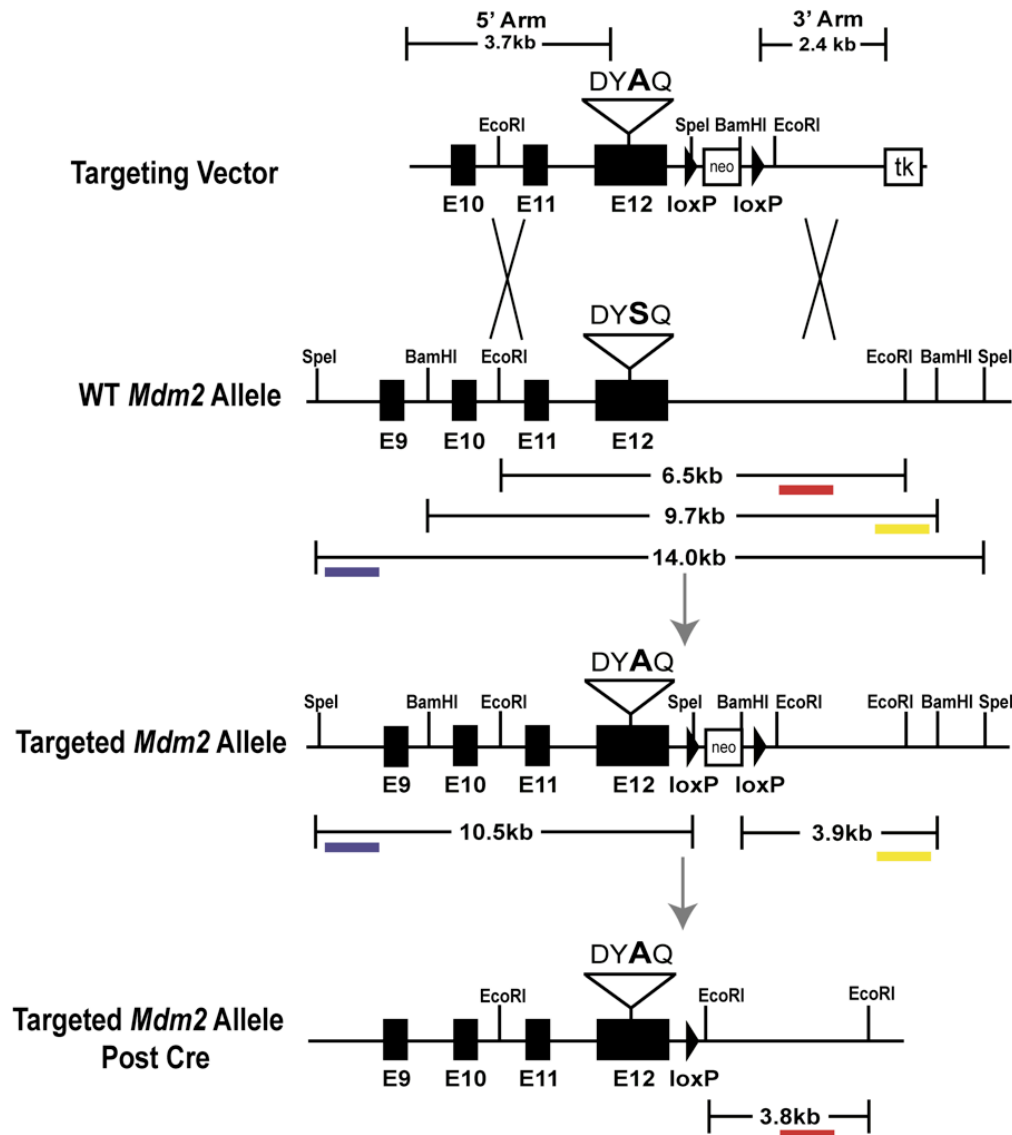 5' Arm 3' Arm
3.7kb 2.4 kb
DYAQ
EcoRI SpeI BamHI EcoRI
Targeting Vector neo tk
E10 E11 E12 loxP loxP
DYSQ
SpeI BamHI EcoRI EcoRI BamHI SpeI
WT Mdm2 Allele
E9 E10 E11 E12
6.5kb
9.7kb
14.0kb
DYAQ
SpeI BamHI EcoRI SpeI BamHI EcoRI EcoRI BamHI SpeI
Targeted Mdm2 Allele neo
E9 E10 E11 E12 loxP loxP
10.5kb 3.9kb
DYAQ
EcoRI EcoRI EcoRI
Targeted Mdm2 Allele
Post Cre
E9 E10 E11 E12 loxP
3.8kb